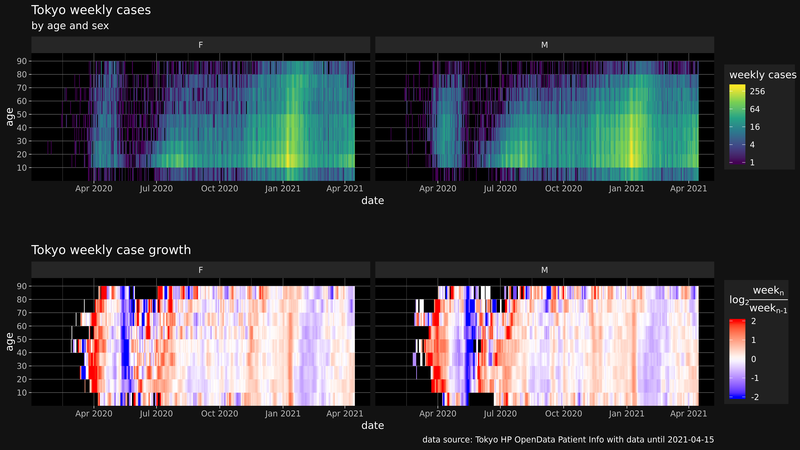 Tokyo weekly cases
by age and sex
F
M
age
90
80
70
60
50
40
30
20
10
Apr 2020
Jul 2020
Oct 2020
Jan 2021
Apr 2021
Apr 2020
Jul 2020
Oct 2020
Jan 2021
Apr 2021
date
weekly cases
256
64
16
4
1
Tokyo weekly case growth
F
M
age
90
80
70
60
50
40
30
20
10
Apr 2020
Jul 2020
Oct 2020
Jan 2021
Apr 2021
Apr 2020
Jul 2020
Oct 2020
Jan 2021
Apr 2021
date
log2 weekn
weekn-1
2
1
0
-1
-2
data source: Tokyo HP OpenData Patient Info with data until 2021-04-15